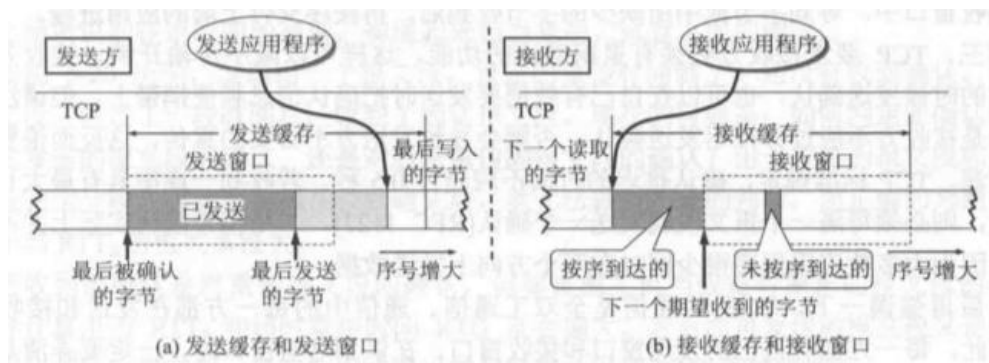 发送应用程序
发送方
TCP
发送缓存
发送窗口
最后写入
的字节
已发送
最后被确认
的字节
最后发送
的字节
序号增大
(a) 发送缓存和发送窗口
接收应用程序
接收方
TCP
接收缓存
下一个读取
的字节
接收窗口
按序到达的
未按序到达的
序号增大
下一个期望收到的字节
(b) 接收缓存和接收窗口